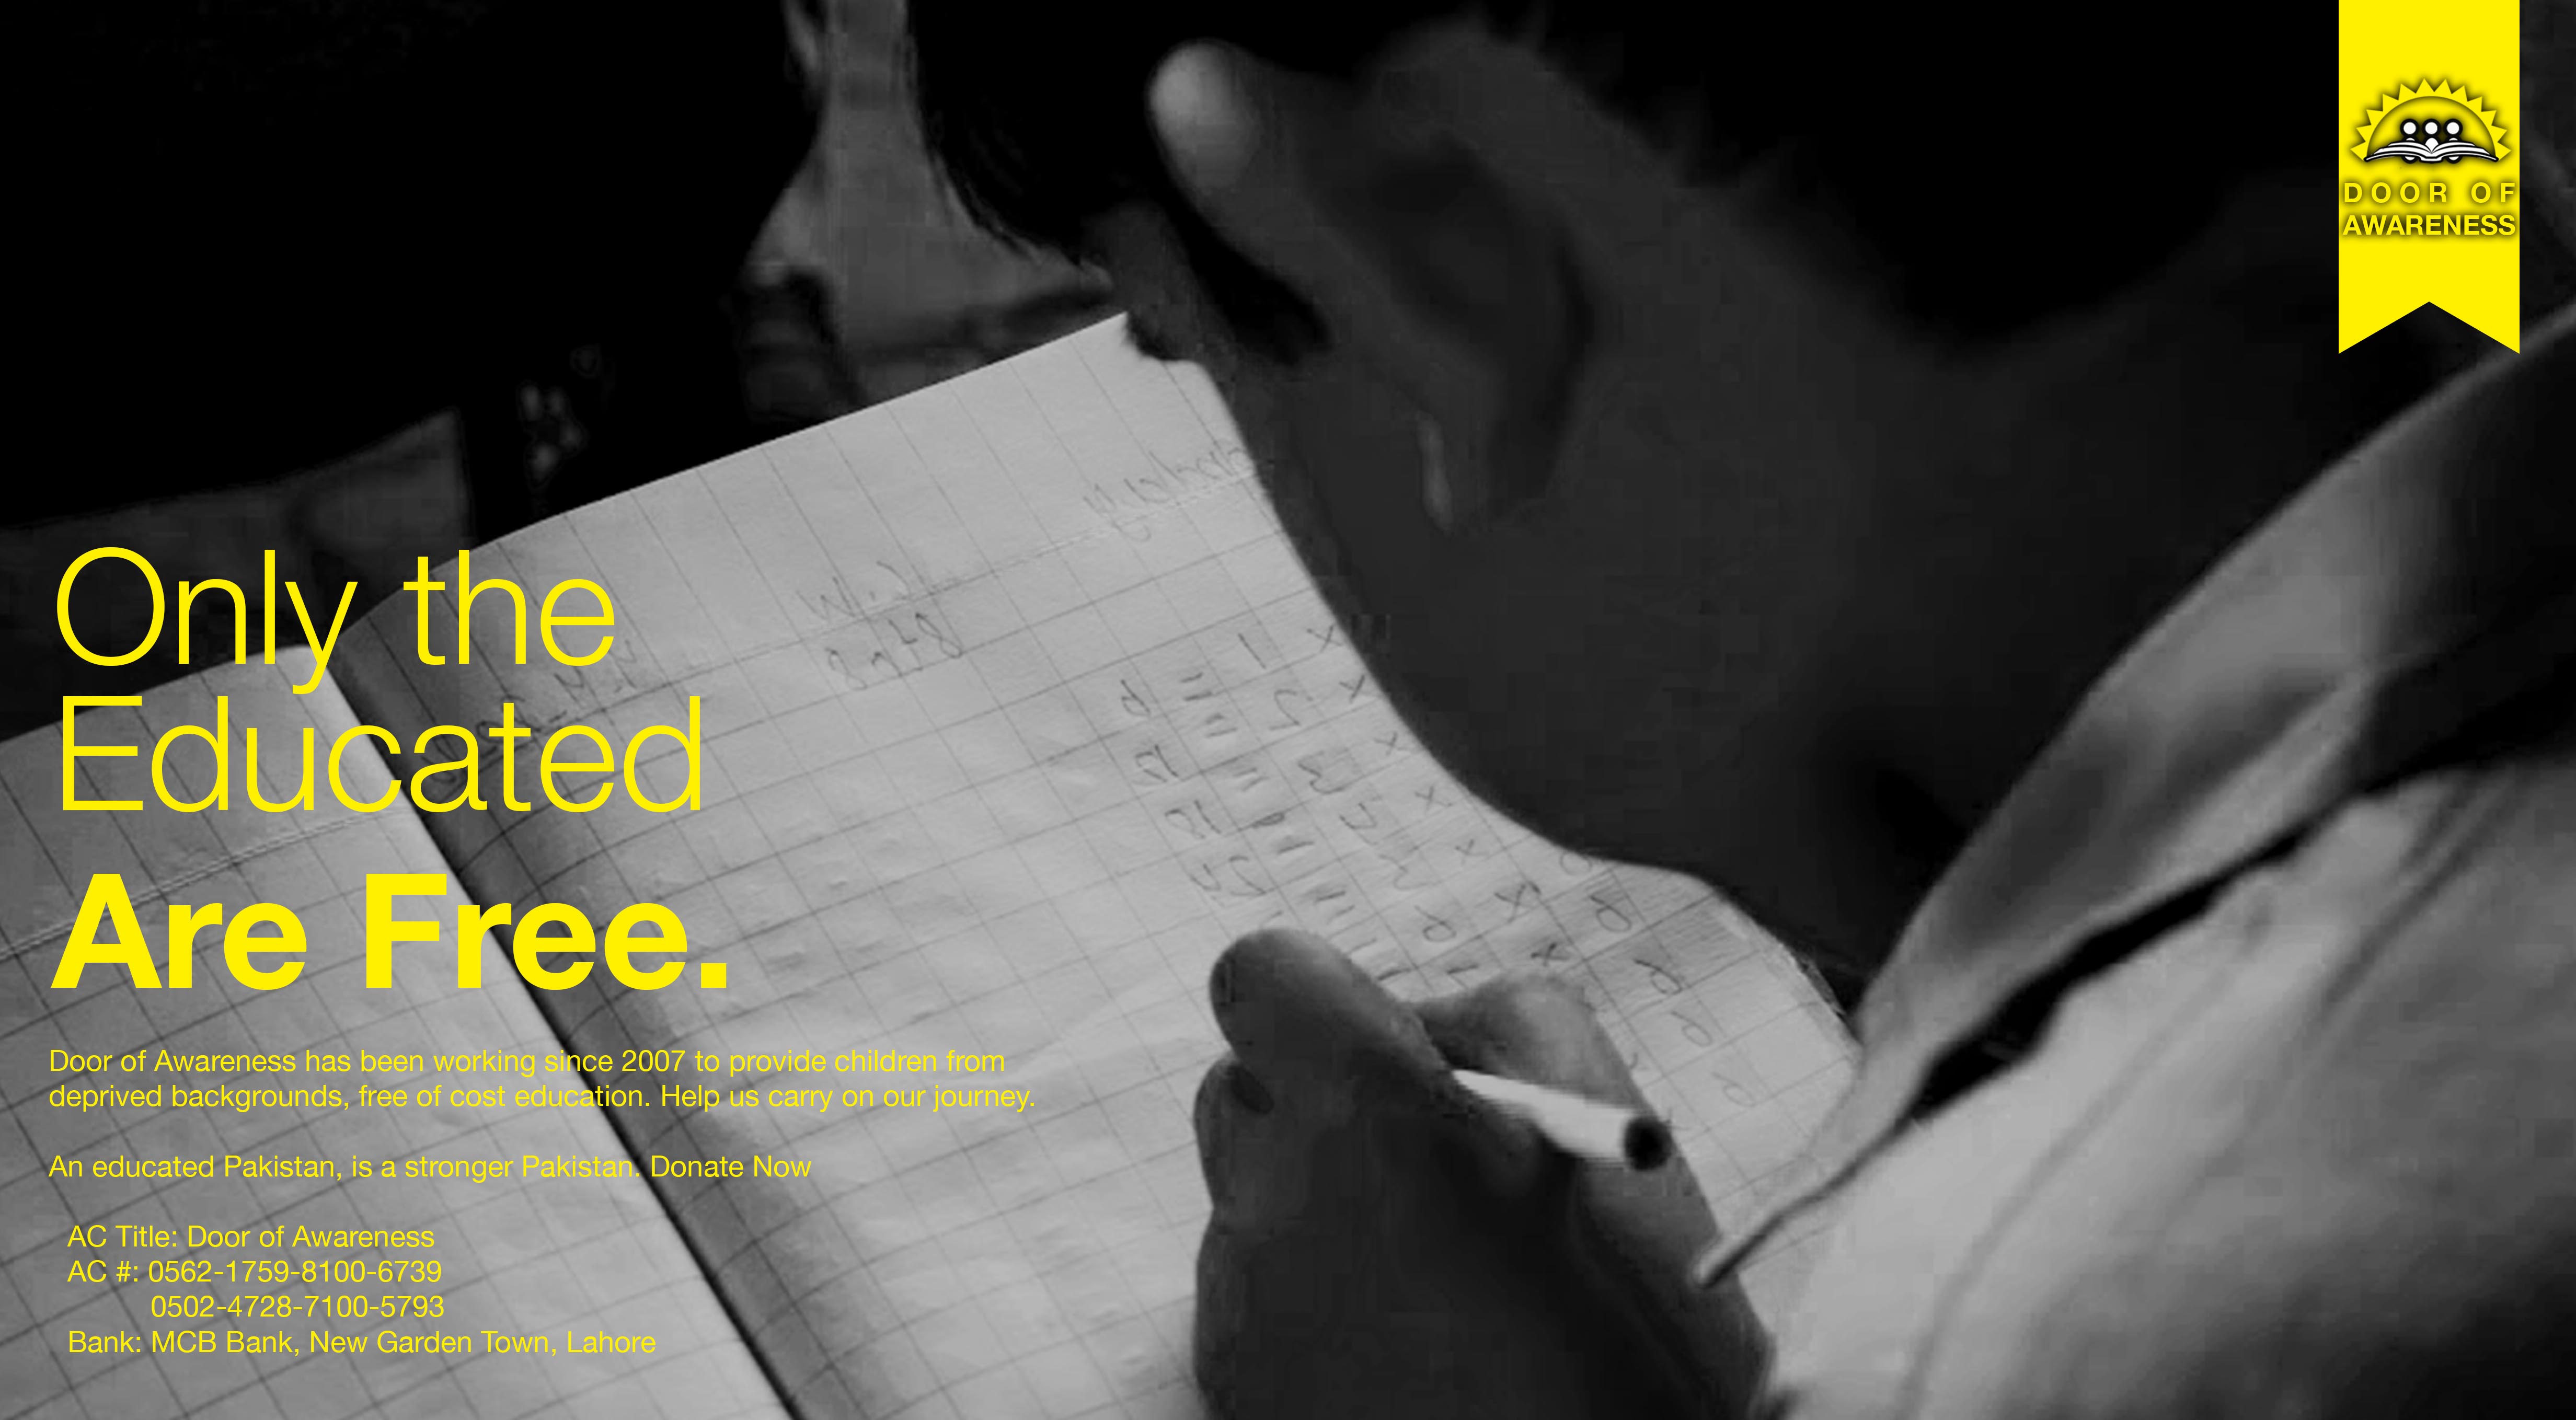 DOOR OF
AWARENESS
Only the
Educated
Are Free.
Door of Awareness has been working since 2007 to provide children from
deprived backgrounds, free of cost education. Help us carry on our journey.
An educated Pakistan, is a stronger Pakistan. Donate Now
AC Title: Door of Awareness
AC #: 0562-1759-8100-6739
0502-4728-7100-5793
Bank: MCB Bank, New Garden Town, Lahore